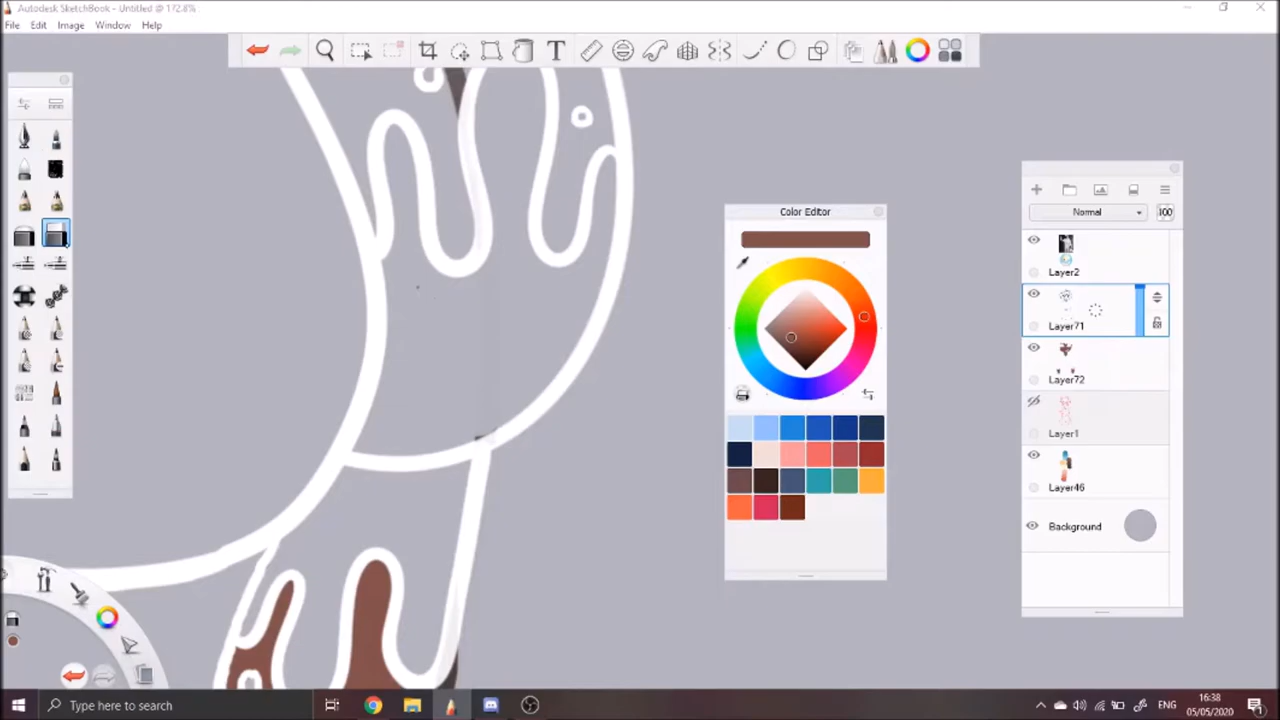 Autodesk SketchBook - Untitled @ 172.8%
File Edit Image Window Help
T
Color Editor
Normal
100
Layer2
Layer71
Layer72
Layer1
Layer46
Background
Type here to search
ENG
16:38
05/05/2020
1